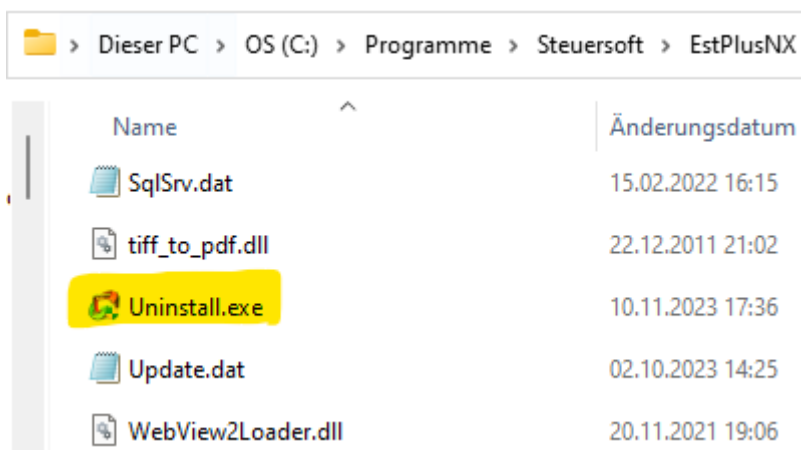 Dieser PC > OS (C:) > Programme > Steuersoft > EstPlusNX
Name Änderungsdatum
SqlSrv.dat 15.02.2022 16:15
tiff_to_pdf.dll 22.12.2011 21:02
Uninstall.exe 10.11.2023 17:36
Update.dat 02.10.2023 14:25
WebView2Loader.dll 20.11.2021 19:06